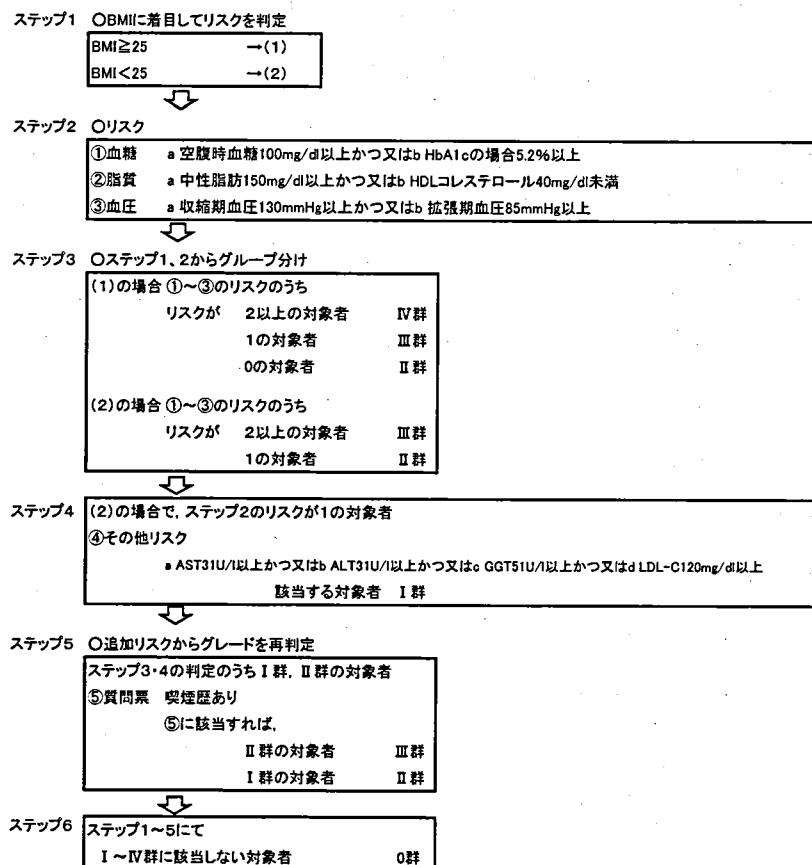 ステップ1 ○BMIに着目してリスクを判定
BMI≧25 →(1)
BMI<25 →(2)
ステップ2 ○リスク
①血糖 a 空腹時血糖100mg/dl以上かつ又はb HbA1cの場合5.2%以上
②脂質 a 中性脂肪150mg/dl以上かつ又はb HDLコレステロール40mg/dl未満
③血圧 a 収縮期血圧130mmHg以上かつ又はb 拡張期血圧85mmHg以上
ステップ3 ○ステップ1、2からグループ分け
(1)の場合 ①～③のリスクのうち
リスクが 2以上の対象者 Ⅳ群
1の対象者 Ⅲ群
0の対象者 Ⅱ群
(2)の場合 ①～③のリスクのうち
リスクが 2以上の対象者 Ⅲ群
1の対象者 Ⅱ群
ステップ4 (2)の場合で,ステップ2のリスクが1の対象者
④その他リスク
a AST31U/l以上かつ又はb ALT31U/l以上かつ又はc GGT51U/l以上かつ又はd LDL-C120mg/dl以上
該当する対象者 Ⅰ群
ステップ5 ○追加リスクからグレードを再判定
ステップ3・4の判定のうちⅠ群,Ⅱ群の対象者
⑤質問票 喫煙歴あり
⑤に該当すれば,
Ⅱ群の対象者 Ⅲ群
Ⅰ群の対象者 Ⅱ群
ステップ6 ステップ1～5にて
Ⅰ～Ⅳ群に該当しない対象者 0群